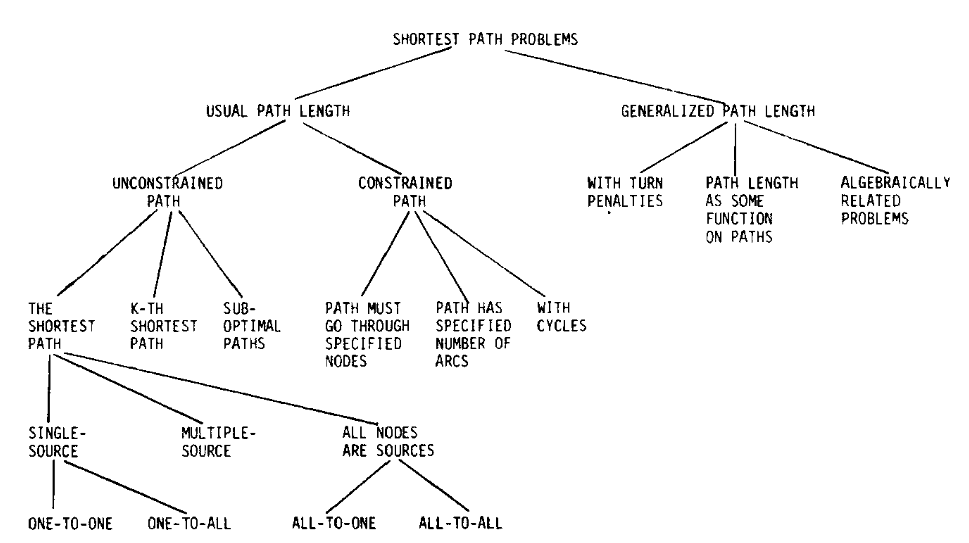 SHORTEST PATH PROBLEMS
USUAL PATH LENGTH
GENERALIZED PATH LENGTH
UNCONSTRAINED
PATH
CONSTRAINED
PATH
WITH TURN
PENALTIES
PATH LENGTH
AS SOME
FUNCTION
ON PATHS
ALGEBRAICALLY
RELATED
PROBLEMS
THE
SHORTEST
PATH
K-TH
SHORTEST
PATH
SUB-
OPTIMAL
PATHS
PATH MUST
GO THROUGH
SPECIFIED
NODES
PATH HAS
SPECIFIED
NUMBER OF
ARCS
WITH
CYCLES
SINGLE-
SOURCE
MULTIPLE-
SOURCE
ALL NODES
ARE SOURCES
ONE-TO-ONE
ONE-TO-ALL
ALL-TO-ONE
ALL-TO-ALL